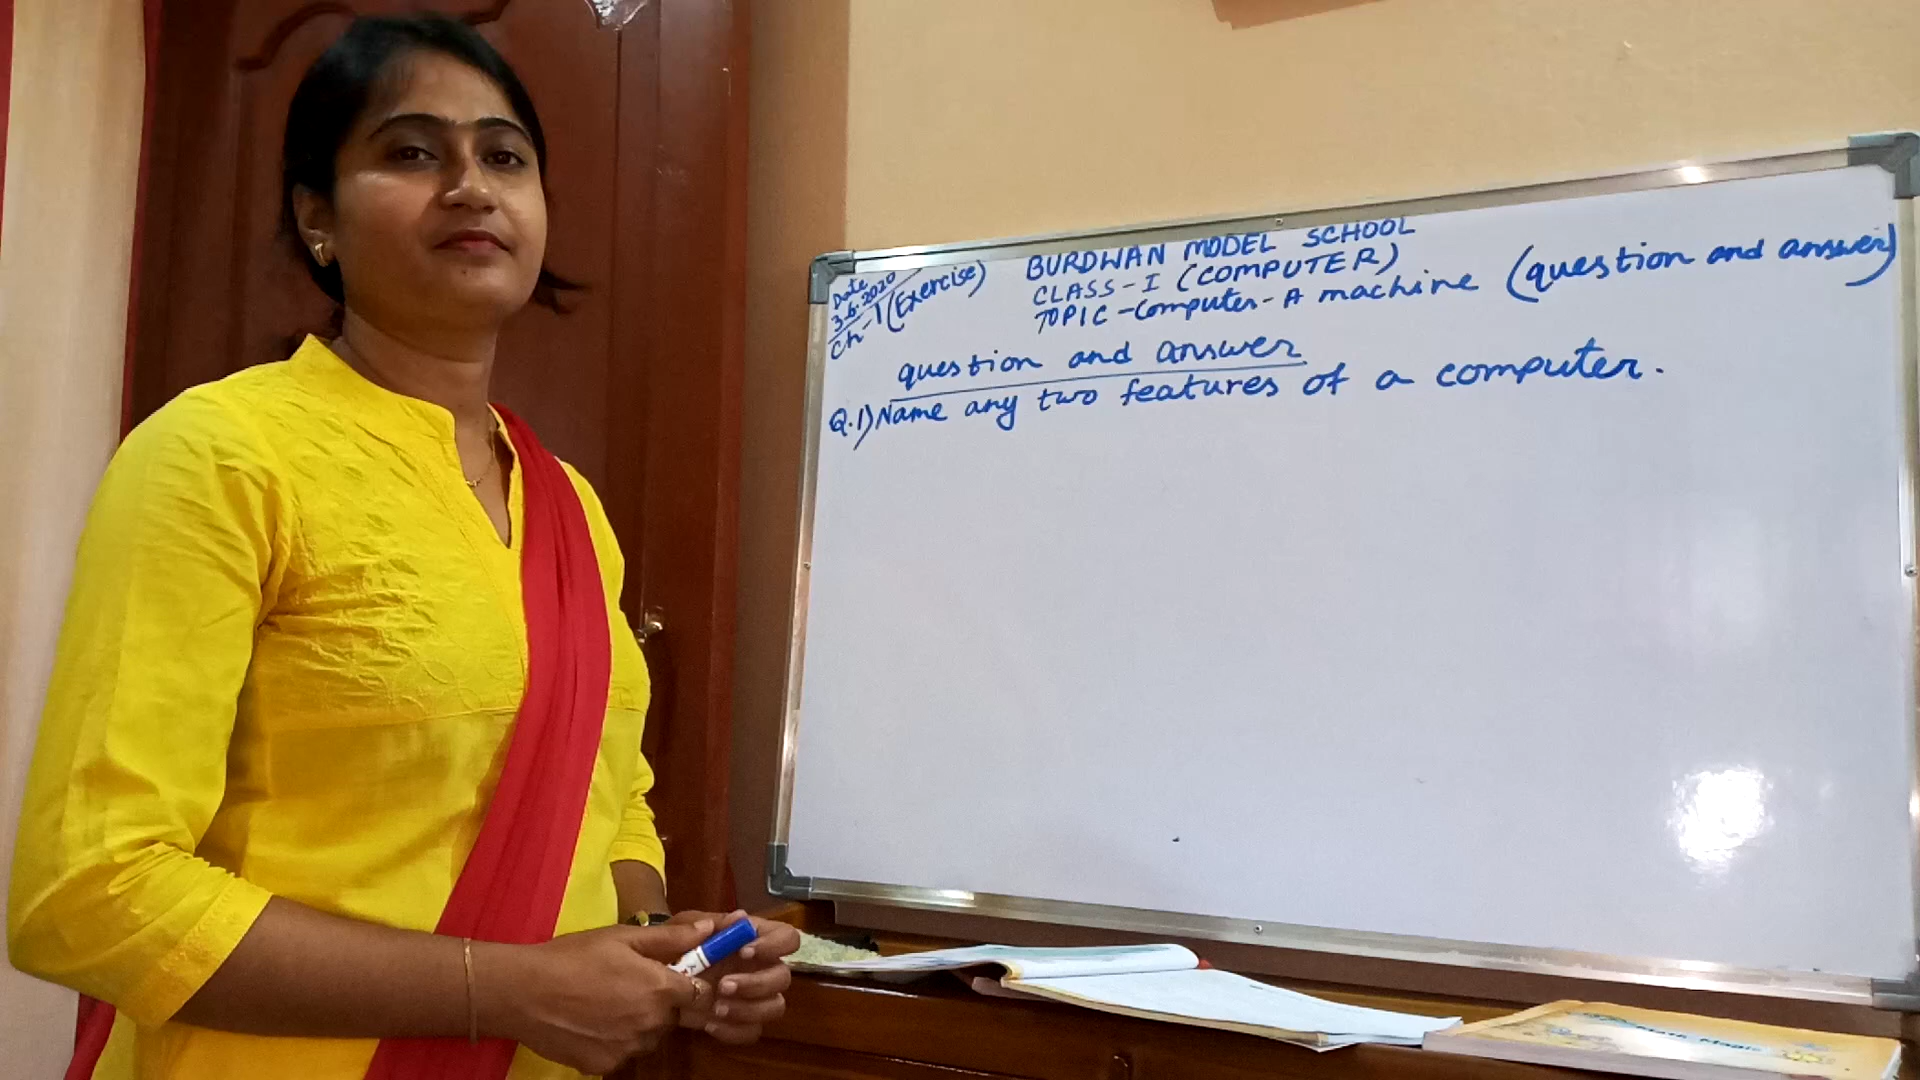 Date
3.6.2020
Ch-1 (Exercise)
BURDWAN MODEL SCHOOL
CLASS-I (COMPUTER)
TOPIC-Computer-A machine (question and answer)
question and answer
Q.1) Name any two features of a computer.
Magic